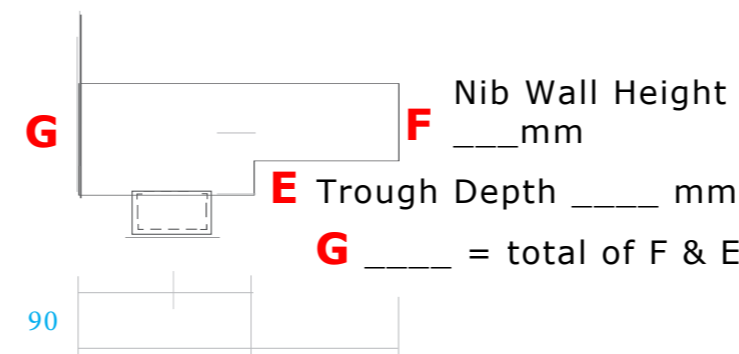 Nib Wall Height
G
F ___mm
E Trough Depth ____ mm
G ____ = total of F & E
90